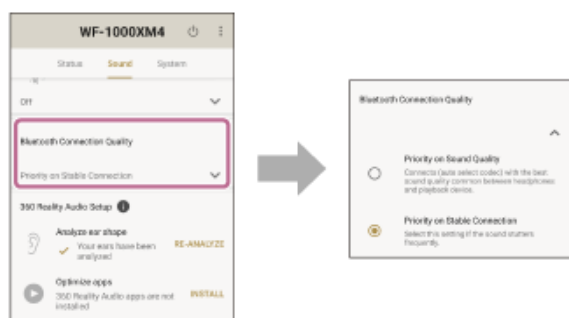 WF-1000XM4
Status Sound System
Off
Bluetooth Connection Quality
Priority on Stable Connection
360 Reality Audio Setup
Analyze ear shape
Your ears have been
analyzed
RE-ANALYZE
Optimize apps
360 Reality Audio apps are not
installed
INSTALL
Bluetooth Connection Quality
Priority on Sound Quality
Connects (auto select codec) with the best
sound quality common between headphones
and playback device.
Priority on Stable Connection
Select this setting if the sound stutters
frequently.